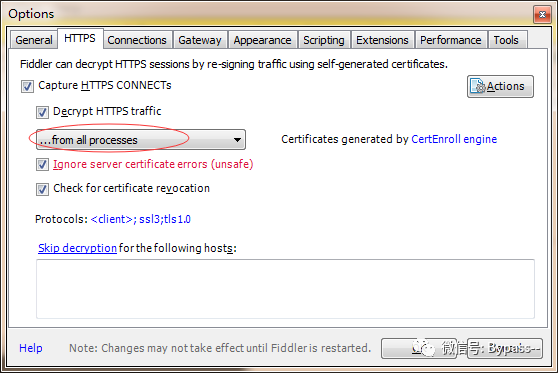 Options
General HTTPS Connections Gateway Appearance Scripting Extensions Performance Tools
Fiddler can decrypt HTTPS sessions by re-signing traffic using self-generated certificates.
Capture HTTPS CONNECTs
Actions
Decrypt HTTPS traffic
...from all processes
Certificates generated by CertEnroll engine
Ignore server certificate errors (unsafe)
Check for certificate revocation
Protocols: <client>; ssl3;tls1.0
Skip decryption for the following hosts:
Help
Note: Changes may not take effect until Fiddler is restarted.
微信号: Bypass--